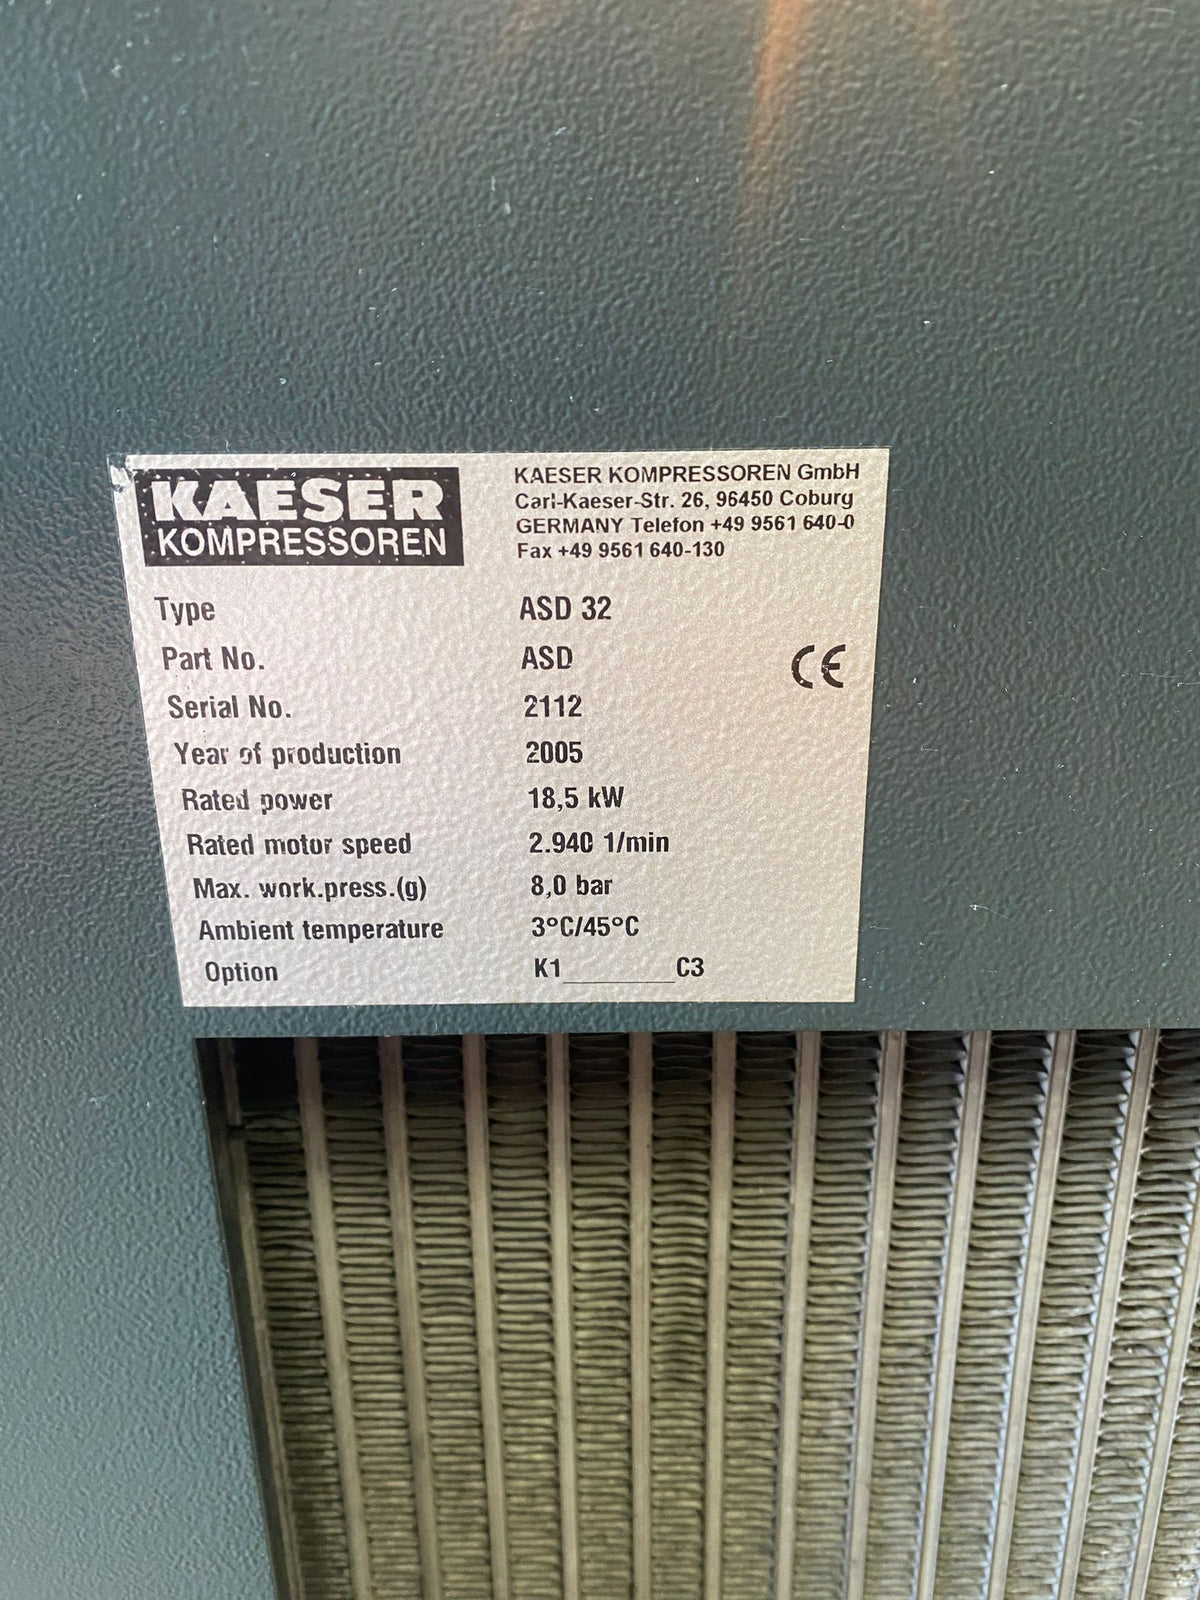 KAESER
KOMPRESSOREN
KAESER KOMPRESSOREN GmbH
Carl-Kaeser-Str. 26, 96450 Coburg
GERMANY Telefon +49 9561 640-0
Fax +49 9561 640-130
Type ASD 32
Part No. ASD
CE
Serial No. 2112
Year of production 2005
Rated power 18,5 kW
Rated motor speed 2.940 1/min
Max. work.press.(g) 8,0 bar
Ambient temperature 3°C/45°C
Option K1________C3